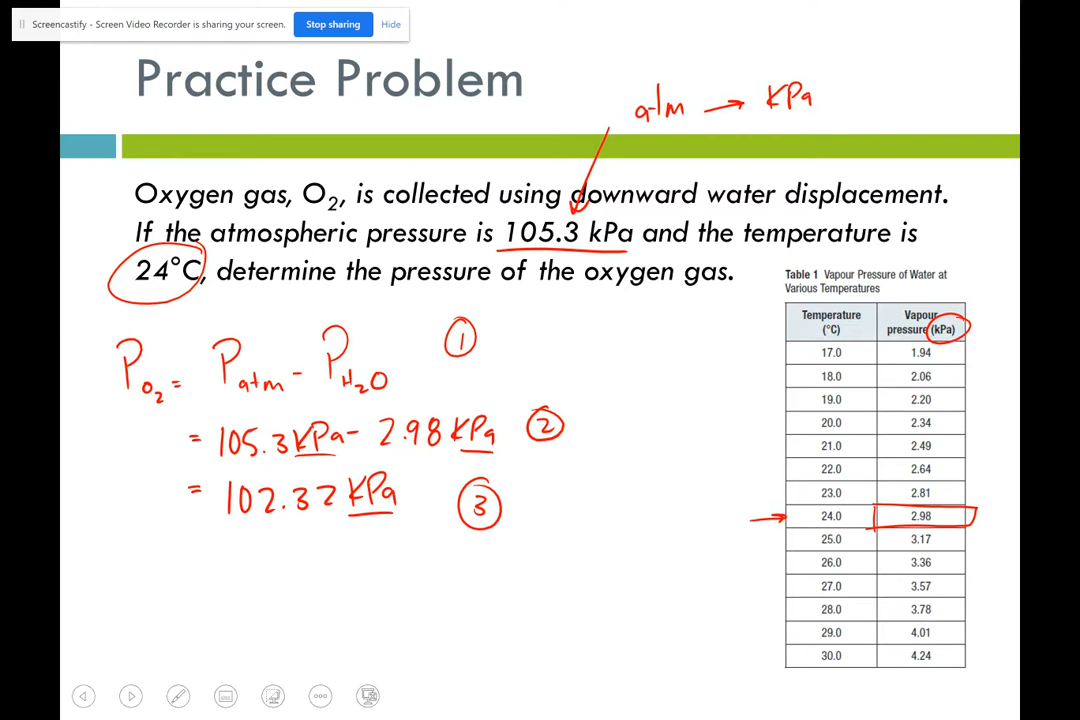 Screencastify - Screen Video Recorder is sharing your screen. Stop sharing Hide
Practice Problem
atm → KPa
Oxygen gas, O₂, is collected using downward water displacement.
If the atmospheric pressure is 105.3 kPa and the temperature is
24°C, determine the pressure of the oxygen gas.
P O₂ = P atm - P H₂O ①
= 105.3 KPa - 2.98 KPa ②
= 102.32 KPa ③
Table 1 Vapour Pressure of Water at
Various Temperatures
Temperature (°C) Vapour pressure (kPa)
17.0 1.94
18.0 2.06
19.0 2.20
20.0 2.34
21.0 2.49
22.0 2.64
23.0 2.81
→ 24.0 2.98
25.0 3.17
26.0 3.36
27.0 3.57
28.0 3.78
29.0 4.01
30.0 4.24